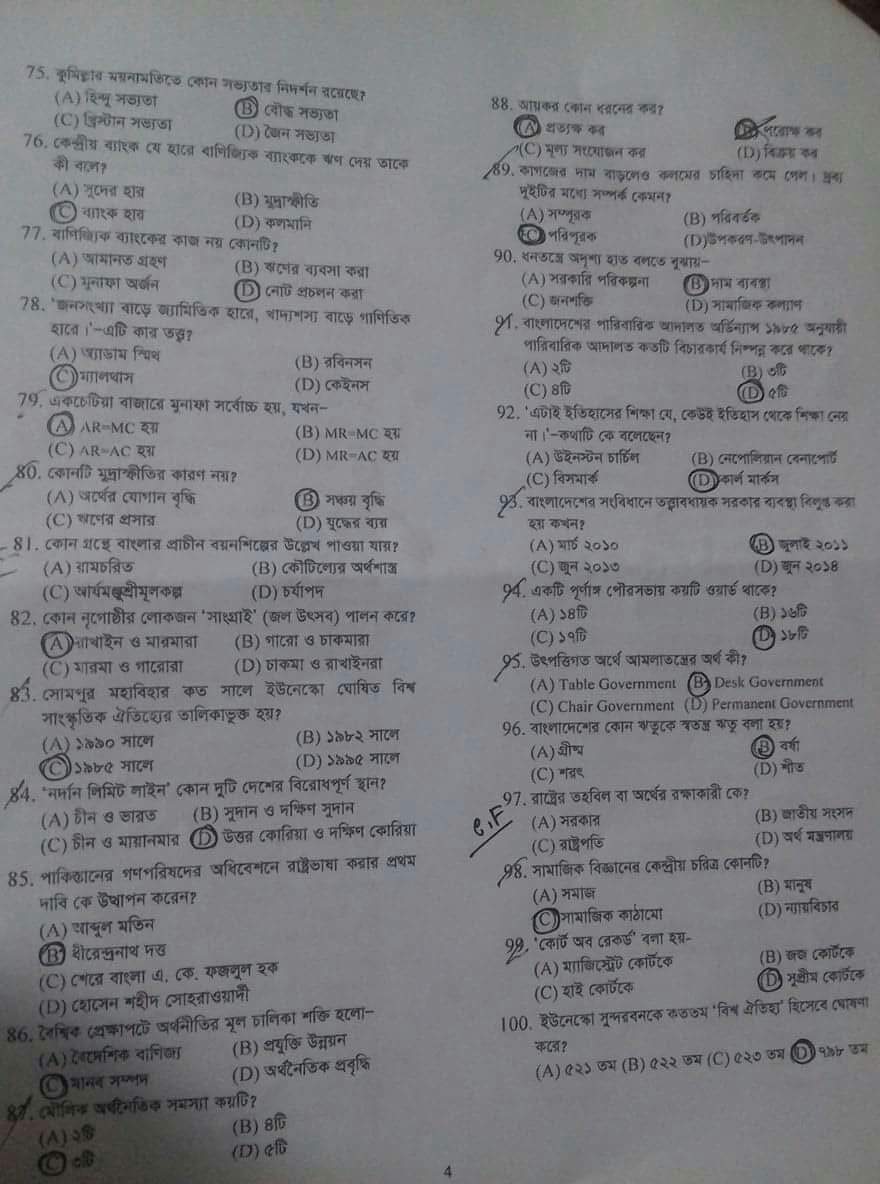 75. কুমিল্লার ময়নামতিতে কোন সভ্যতার নিদর্শন রয়েছে?
(A) হিন্দু সভ্যতা (B) বৌদ্ধ সভ্যতা
(C) খ্রিস্টান সভ্যতা (D) জৈন সভ্যতা
76. কেন্দ্রীয় ব্যাংক যে হারে বাণিজ্যিক ব্যাংককে ঋণ দেয় তাকে
কী বলে?
(A) সুদের হার (B) মুদ্রাস্ফীতি
(C) ব্যাংক হার (D) কলমানি
77. বাণিজ্যিক ব্যাংকের কাজ নয় কোনটি?
(A) আমানত গ্রহণ (B) ঋণের ব্যবসা করা
(C) মুনাফা অর্জন (D) নোট প্রচলন করা
78. 'জনসংখ্যা বাড়ে জ্যামিতিক হারে, খাদ্যশস্য বাড়ে গাণিতিক
হারে।'-এটি কার তত্ত্ব?
(A) অ্যাডাম স্মিথ (B) রবিনসন
(C) ম্যালথাস (D) কেইনস
79. একচেটিয়া বাজারে মুনাফা সর্বোচ্চ হয়, যখন-
(A) AR=MC হয় (B) MR=MC হয়
(C) AR=AC হয় (D) MR=AC হয়
80. কোনটি মুদ্রাস্ফীতির কারণ নয়?
(A) অর্থের যোগান বৃদ্ধি (B) সঞ্চয় বৃদ্ধি
(C) ঋণের প্রসার (D) যুদ্ধের ব্যয়
81. কোন গ্রন্থে বাংলার প্রাচীন বয়নশিল্পের উল্লেখ পাওয়া যায়?
(A) রামচরিত (B) কৌটিল্যের অর্থশাস্ত্র
(C) আর্যমঞ্জুশ্রীমূলকল্প (D) চর্যাপদ
82. কোন নৃগোষ্ঠীর লোকজন 'সাংগ্রাই' (জল উৎসব) পালন করে?
(A) রাখাইন ও মারমারা (B) গারো ও চাকমারা
(C) মারমা ও গারোরা (D) চাকমা ও রাখাইনরা
83. সোমপুর মহাবিহার কত সালে ইউনেস্কো ঘোষিত বিশ্ব
সাংস্কৃতিক ঐতিহ্যের তালিকাভুক্ত হয়?
(A) ১৯৯০ সালে (B) ১৯৮২ সালে
(C) ১৯৮৫ সালে (D) ১৯৯৫ সালে
84. 'নর্দান লিমিট লাইন' কোন দুটি দেশের বিরোধপূর্ণ স্থান?
(A) চীন ও ভারত (B) সুদান ও দক্ষিণ সুদান
(C) চীন ও মায়ানমার (D) উত্তর কোরিয়া ও দক্ষিণ কোরিয়া
85. পাকিস্তানের গণপরিষদের অধিবেশনে রাষ্ট্রভাষা করার প্রথম
দাবি কে উত্থাপন করেন?
(A) আব্দুল মতিন
(B) ধীরেন্দ্রনাথ দত্ত
(C) শেরে বাংলা এ. কে. ফজলুল হক
(D) হোসেন শহীদ সোহরাওয়ার্দী
86. বৈশ্বিক প্রেক্ষাপটে অর্থনীতির মূল চালিকা শক্তি হলো-
(A) বৈদেশিক বাণিজ্য (B) প্রযুক্তি উন্নয়ন
(C) মানব সম্পদ (D) অর্থনৈতিক প্রবৃদ্ধি
87. মৌলিক অর্থনৈতিক সমস্যা কয়টি?
(A) ২টি (B) ৪টি
(C) ৩টি (D) ৫টি
88. আয়কর কোন ধরনের কর?
(A) প্রত্যক্ষ কর (B) পরোক্ষ কর
(C) মূল্য সংযোজন কর (D) বিক্রয় কর
89. কাগজের দাম বাড়লেও কলমের চাহিদা কমে গেল। দ্রব্য
দুইটির মধ্যে সম্পর্ক কেমন?
(A) সম্পূরক (B) পরিবর্তক
(C) পরিপূরক (D) উপকরণ-উৎপাদন
90. ধনতন্ত্রে অদৃশ্য হাত বলতে বুঝায়-
(A) সরকারি পরিকল্পনা (B) দাম ব্যবস্থা
(C) জনশক্তি (D) সামাজিক কল্যাণ
91. বাংলাদেশের পারিবারিক আদালত অর্ডিন্যান্স ১৯৮৫ অনুযায়ী
পারিবারিক আদালত কতটি বিচারকার্য নিষ্পন্ন করে থাকে?
(A) ২টি (B) ৩টি
(C) ৪টি (D) ৫টি
92. 'এটাই ইতিহাসের শিক্ষা যে, কেউই ইতিহাস থেকে শিক্ষা নেয়
না।'-কথাটি কে বলেছেন?
(A) উইনস্টন চার্চিল (B) নেপোলিয়ান বোনাপোর্ট
(C) বিসমার্ক (D) কার্ল মার্কস
93. বাংলাদেশের সংবিধানে তত্ত্বাবধায়ক সরকার ব্যবস্থা বিলুপ্ত করা
হয় কখন?
(A) মার্চ ২০১০ (B) জুলাই ২০১১
(C) জুন ২০১৩ (D) জুন ২০১৪
94. একটি পূর্ণাঙ্গ পৌরসভায় কয়টি ওয়ার্ড থাকে?
(A) ১৪টি (B) ১৬টি
(C) ১৭টি (D) ১৮টি
95. উৎপত্তিগত অর্থে আমলাতন্ত্রের অর্থ কী?
(A) Table Government (B) Desk Government
(C) Chair Government (D) Permanent Government
96. বাংলাদেশের কোন ঋতুকে স্বতন্ত্র ঋতু বলা হয়?
(A) গ্রীষ্ম (B) বর্ষা
(C) শরৎ (D) শীত
97. রাষ্ট্রের তহবিল বা অর্থের রক্ষাকারী কে?
e.F
(A) সরকার (B) জাতীয় সংসদ
(C) রাষ্ট্রপতি (D) অর্থ মন্ত্রণালয়
98. সামাজিক বিজ্ঞানের কেন্দ্রীয় চরিত্র কোনটি?
(A) সমাজ (B) মানুষ
(C) সামাজিক কাঠামো (D) ন্যায়বিচার
99. 'কোর্ট অব রেকর্ড' বলা হয়-
(A) ম্যাজিস্ট্রেট কোর্টকে (B) জজ কোর্টকে
(C) হাই কোর্টকে (D) সুপ্রীম কোর্টকে
100. ইউনেস্কো সুন্দরবনকে কততম 'বিশ্ব ঐতিহ্য' হিসেবে ঘোষণা
করে?
(A) ৫২১ তম (B) ৫২২ তম (C) ৫২৩ তম (D) ৭৯৮ তম
4